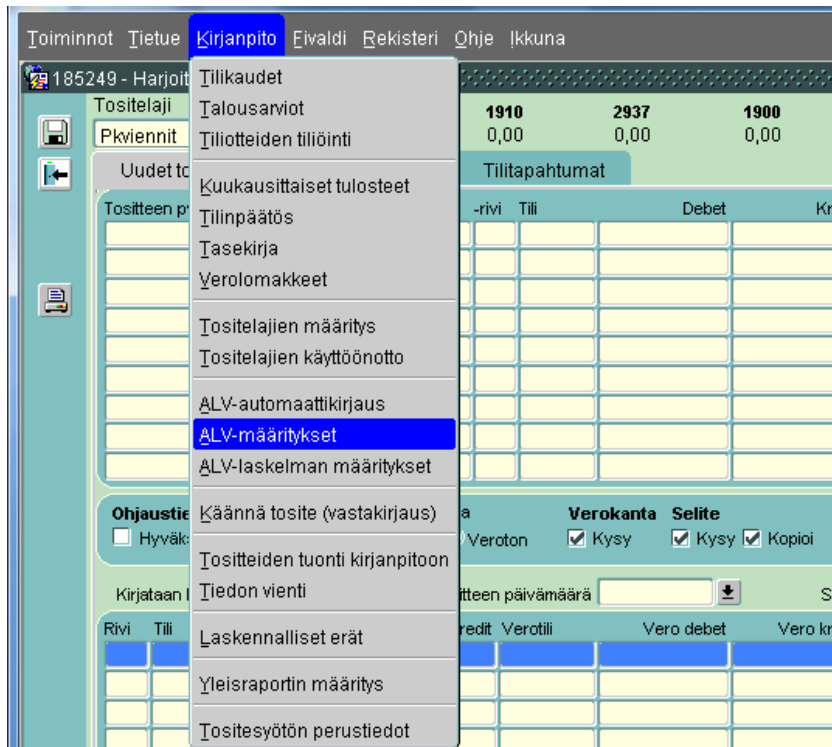 Toiminnot Tietue Kirjanpito Eivaldi Rekisteri Ohje Ikkuna
185249 - Harjoit
Tilikaudet
Talousarviot
Tiliotteiden tiliöinti
Kuukausittaiset tulosteet
Tilinpäätös
Tasekirja
Verolomakkeet
Tositelajien määritys
Tositelajien käyttöönotto
ALV-automaattikirjaus
ALV-määritykset
ALV-laskelman määritykset
Käännä tosite (vastakirjaus)
Tositteiden tuonti kirjanpitoon
Tiedon vienti
Laskennalliset erät
Yleisraportin määritys
Tositesyötön perustiedot
Tositelaji 1910 2937 1900
Pkviennit 0,00 0,00 0,00
Uudet to Tilitapahtumat
Tositteen p -rivi Tili Debet Kr
Ohjaustie a Verokanta Selite
Hyväk Veroton Kysy Kysy Kopioi
Kirjataan itteen päivämäärä S
Rivi Tili redit Verotili Vero debet Vero kr